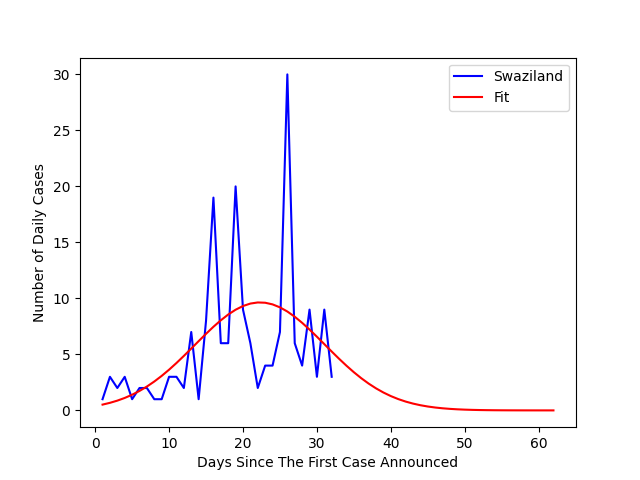 Swaziland
Fit
Number of Daily Cases
30
25
20
15
10
5
0
0 10 20 30 40 50 60
Days Since The First Case Announced